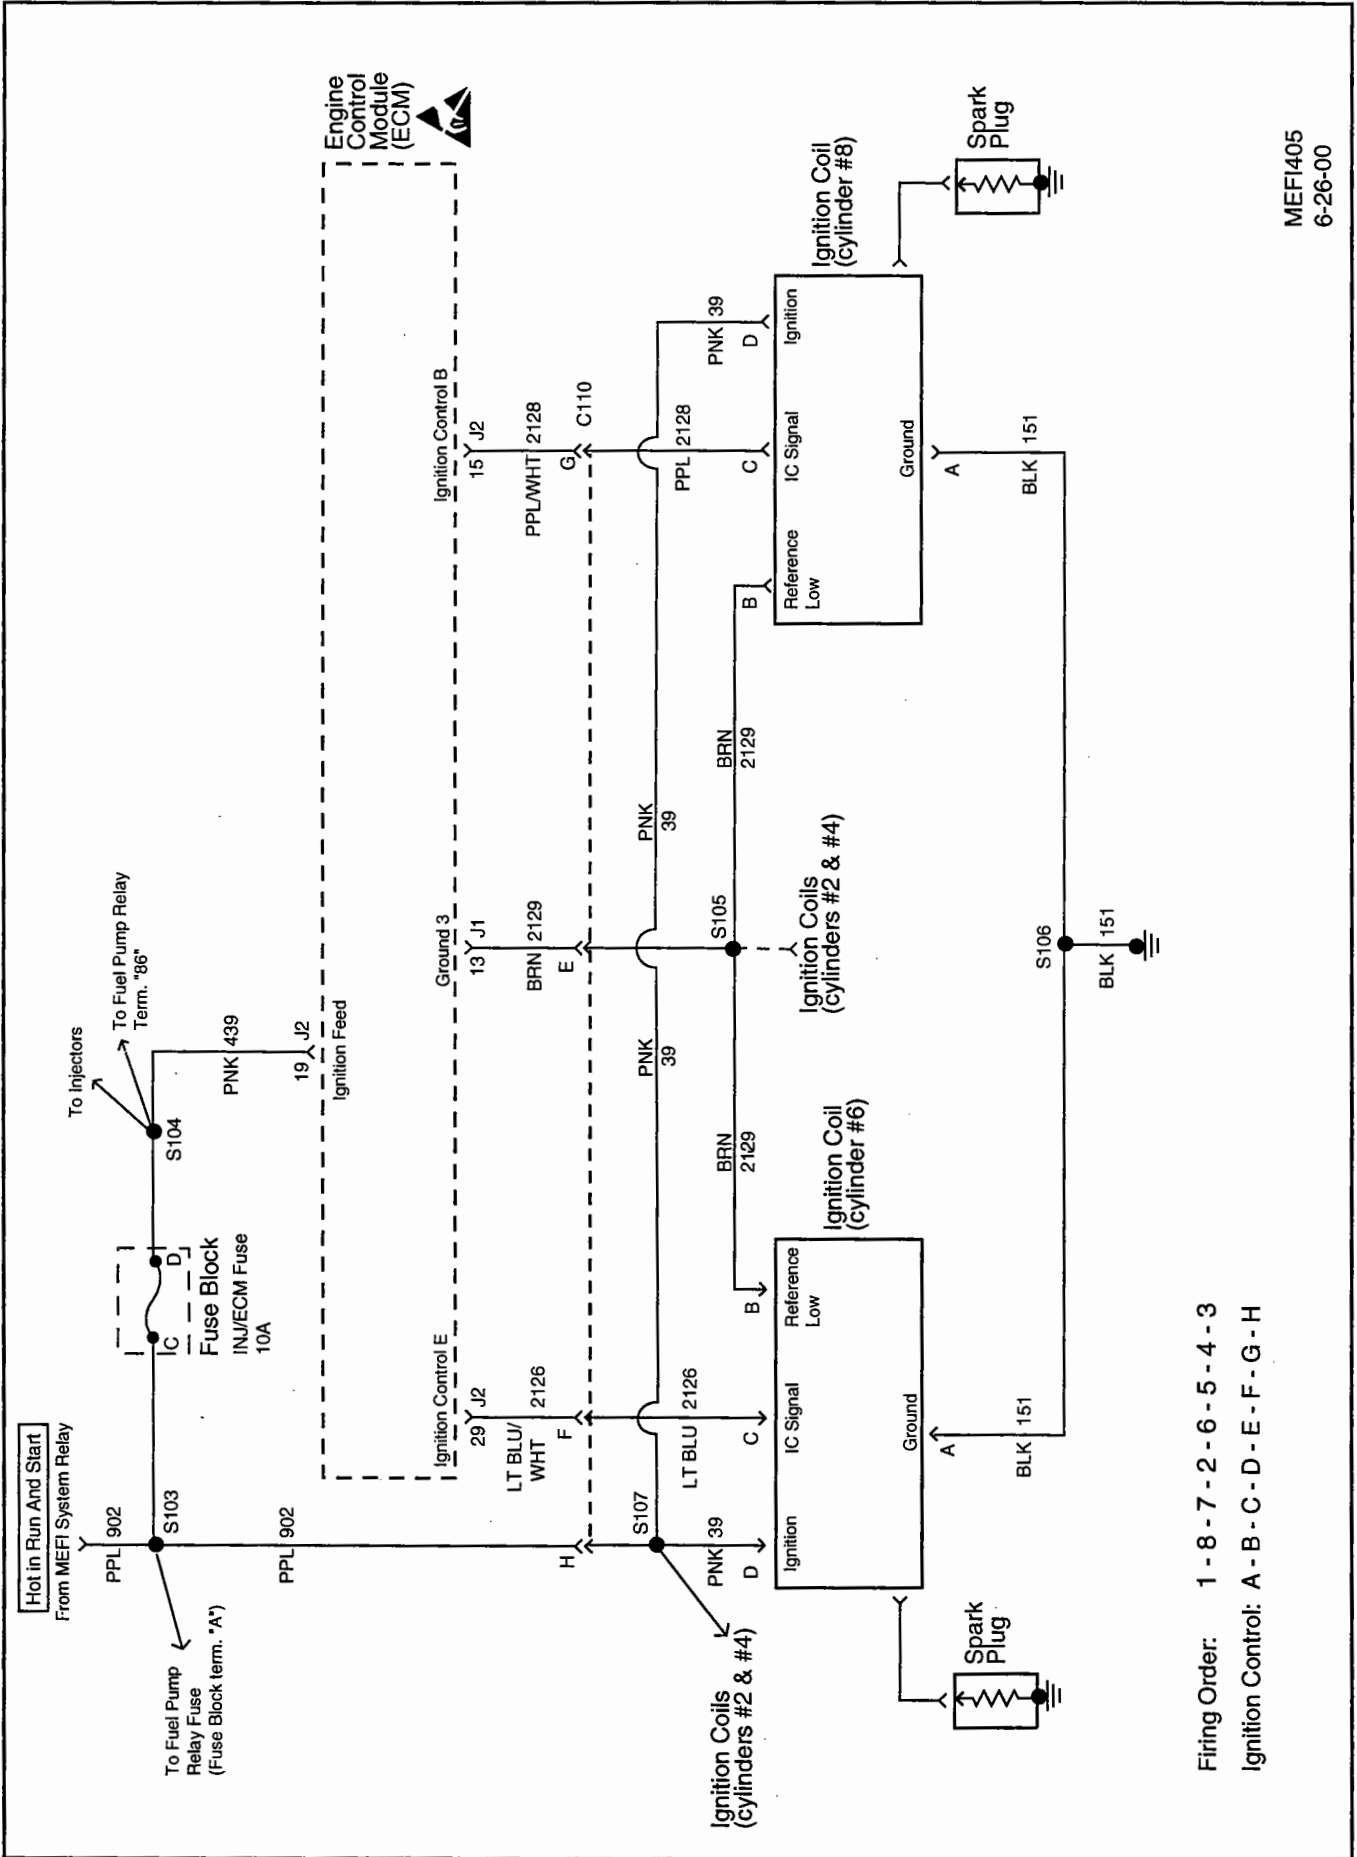 Hot in Run And Start
From MEFI System Relay
PPL 902
S103
To Fuel Pump
Relay Fuse
(Fuse Block term. "A")
C
D
Fuse Block
INJ/ECM Fuse
10A
S104
To Injectors
To Fuel Pump Relay
Term. "86"
PNK 439
19 J2
Ignition Feed
Engine
Control
Module
(ECM)
PPL 902
Ignition Control E
29 J2
LT BLU/
WHT
2126
Ground 3
13 J1
BRN 2129
Ignition Control B
15 J2
PPL/WHT 2128
H
F
E
G
C110
S107
PNK
39
PNK
39
PNK 39
D
LT BLU 2126
C
B
BRN
2129
S105
BRN
2129
B
PPL 2128
C
PNK 39
D
Ignition Coils
(cylinders #2 & #4)
Ignition Coils
(cylinders #2 & #4)
Ignition Coil
(cylinder #6)
Ignition
IC Signal
Reference
Low
Ground
A
BLK 151
Spark
Plug
Ignition Coil
(cylinder #8)
Reference
Low
IC Signal
Ignition
Ground
A
BLK 151
Spark
Plug
S106
BLK 151
Firing Order: 1 - 8 - 7 - 2 - 6 - 5 - 4 - 3
Ignition Control: A - B - C - D - E - F - G - H
MEFI405
6-26-00